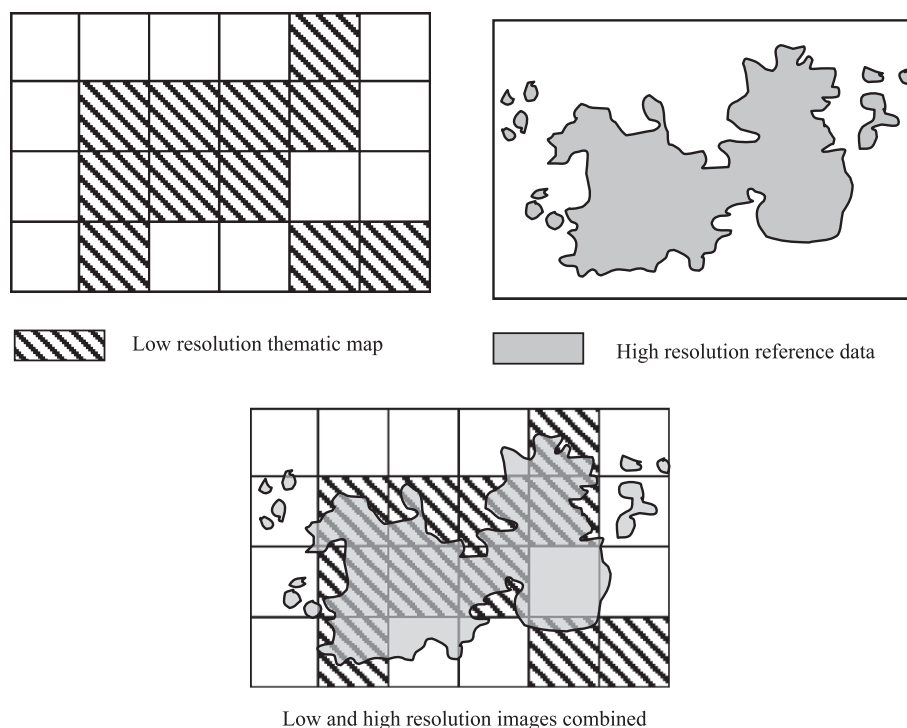 Low resolution thematic map
High resolution reference data
Low and high resolution images combined